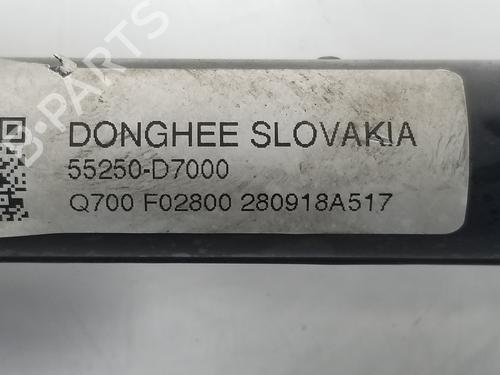 B-PARTS
DONGHEE SLOVAKIA
55250-D7000
Q700 F02800 280918A517